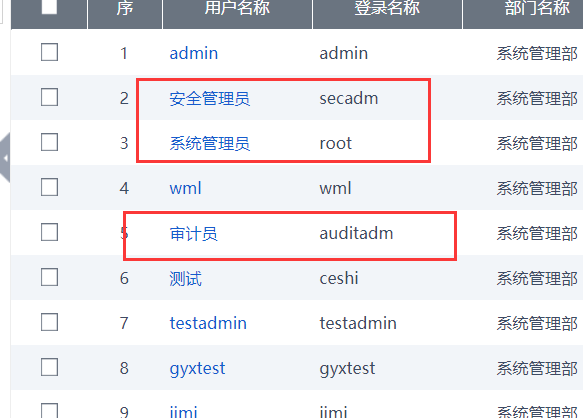 序 用户名称 登录名称 部门名称
1 admin admin 系统管理部
2 安全管理员 secadm 系统管理部
3 系统管理员 root 系统管理部
4 wml wml 系统管理部
5 审计员 auditadm 系统管理部
6 测试 ceshi 系统管理部
7 testadmin testadmin 系统管理部
8 gyxtest gyxtest 系统管理部
9 jimi jimi 系统管理部